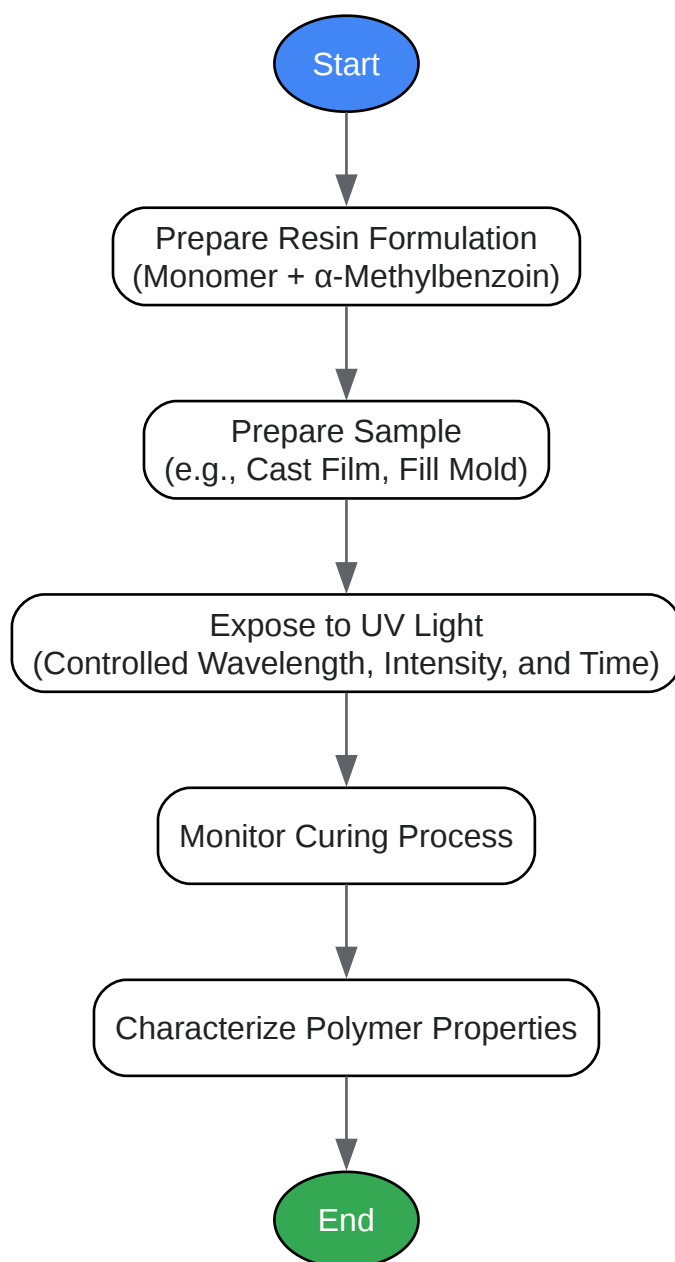 Start
Prepare Resin Formulation
(Monomer + α-Methylbenzoin)
Prepare Sample
(e.g., Cast Film, Fill Mold)
Expose to UV Light
(Controlled Wavelength, Intensity, and Time)
Monitor Curing Process
Characterize Polymer Properties
End